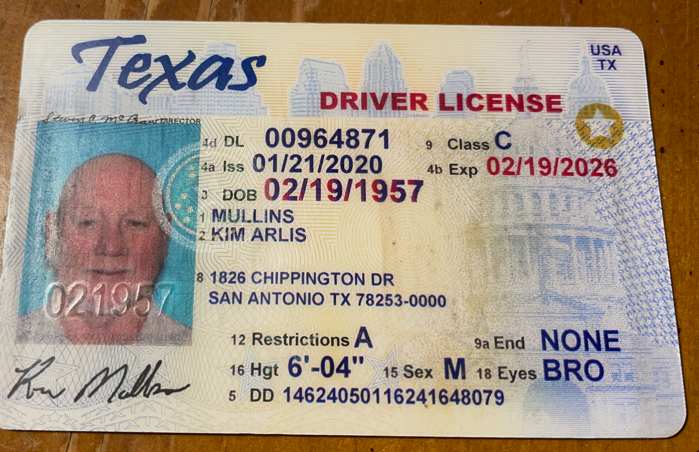 Texas
USA
TX
DRIVER LICENSE
DIRECTOR
4d DL 00964871 9 Class C
4a Iss 01/21/2020 4b Exp 02/19/2026
3 DOB 02/19/1957
1 MULLINS
2 KIM ARLIS
8 1826 CHIPPINGTON DR
SAN ANTONIO TX 78253-0000
021957
12 Restrictions A 9a End NONE
16 Hgt 6'-04" 15 Sex M 18 Eyes BRO
5 DD 14624050116241648079